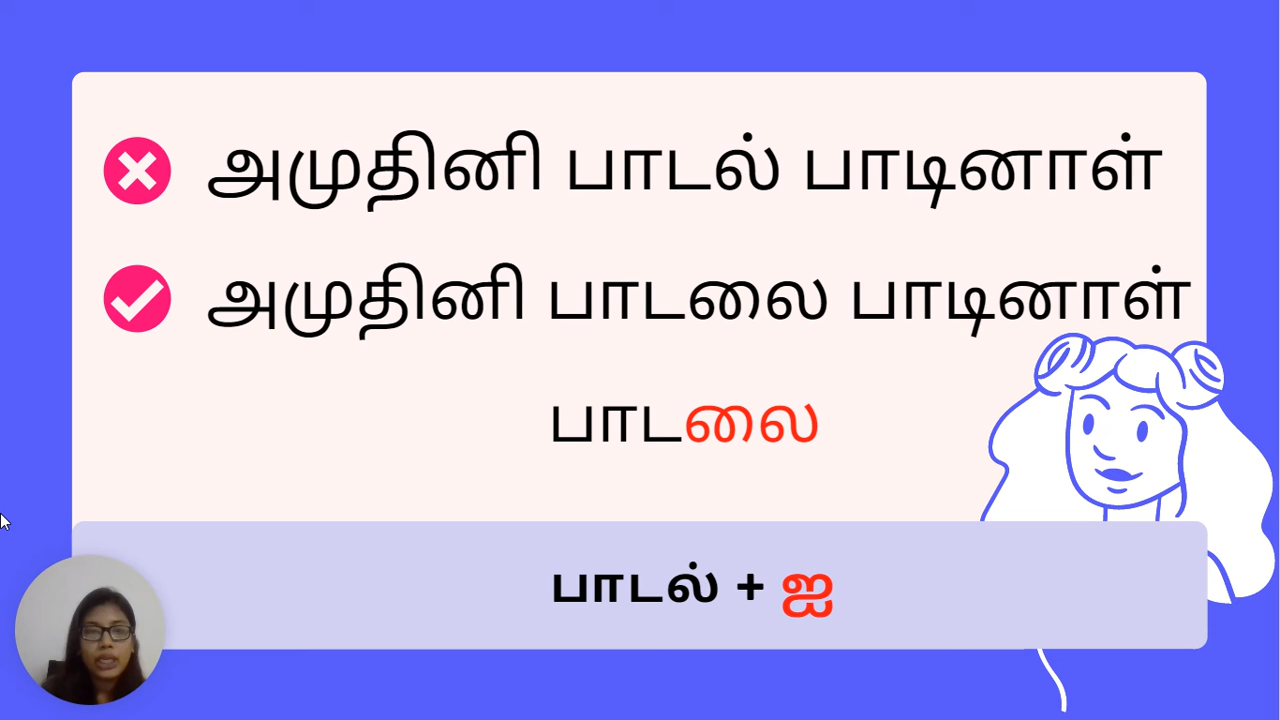 அமுதினி பாடல் பாடினாள்
அமுதினி பாடலை பாடினாள்
பாடலை
பாடல் + ஐ